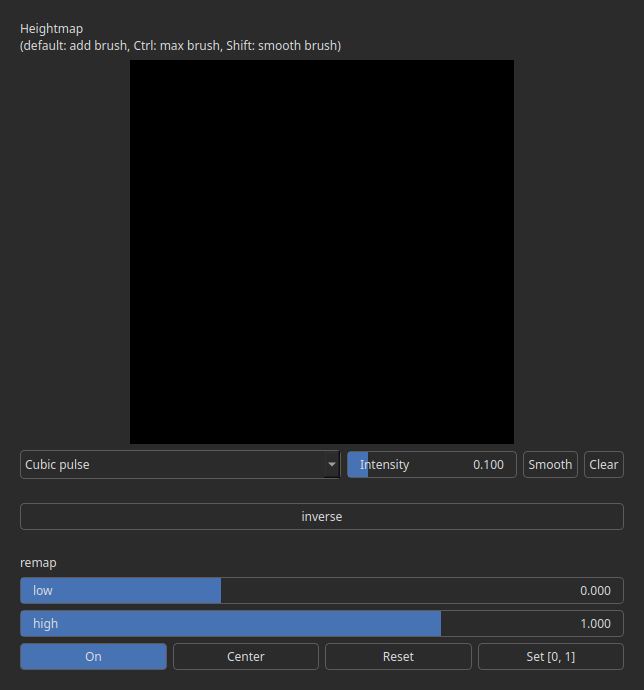 Heightmap
(default: add brush, Ctrl: max brush, Shift: smooth brush)
Cubic pulse Intensity 0.100 Smooth Clear
inverse
remap
low 0.000
high 1.000
On Center Reset Set [0, 1]